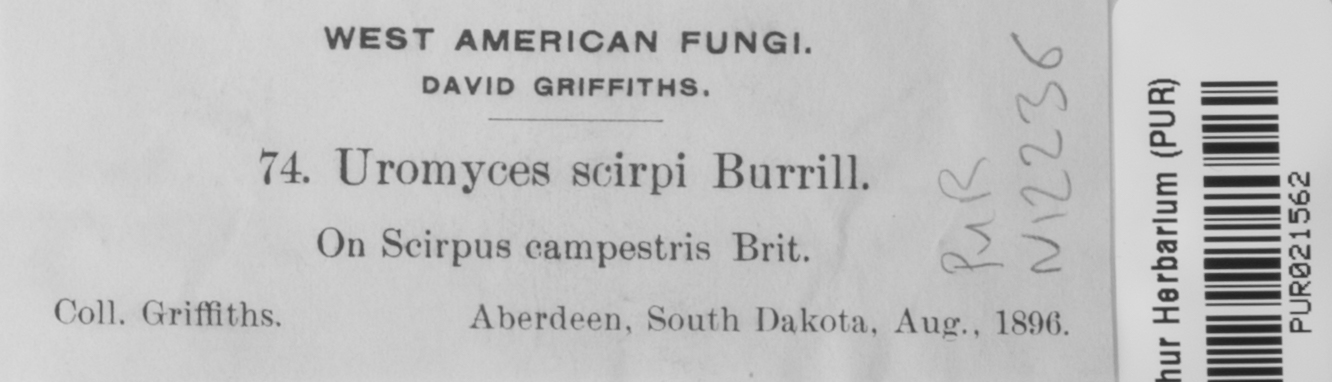 WEST AMERICAN FUNGI.
DAVID GRIFFITHS.
74. Uromyces scirpi Burrill.
On Scirpus campestris Brit.
Coll. Griffiths. Aberdeen, South Dakota, Aug., 1896.
PUR
N12236
hur Herbarium (PUR)
PUR021562